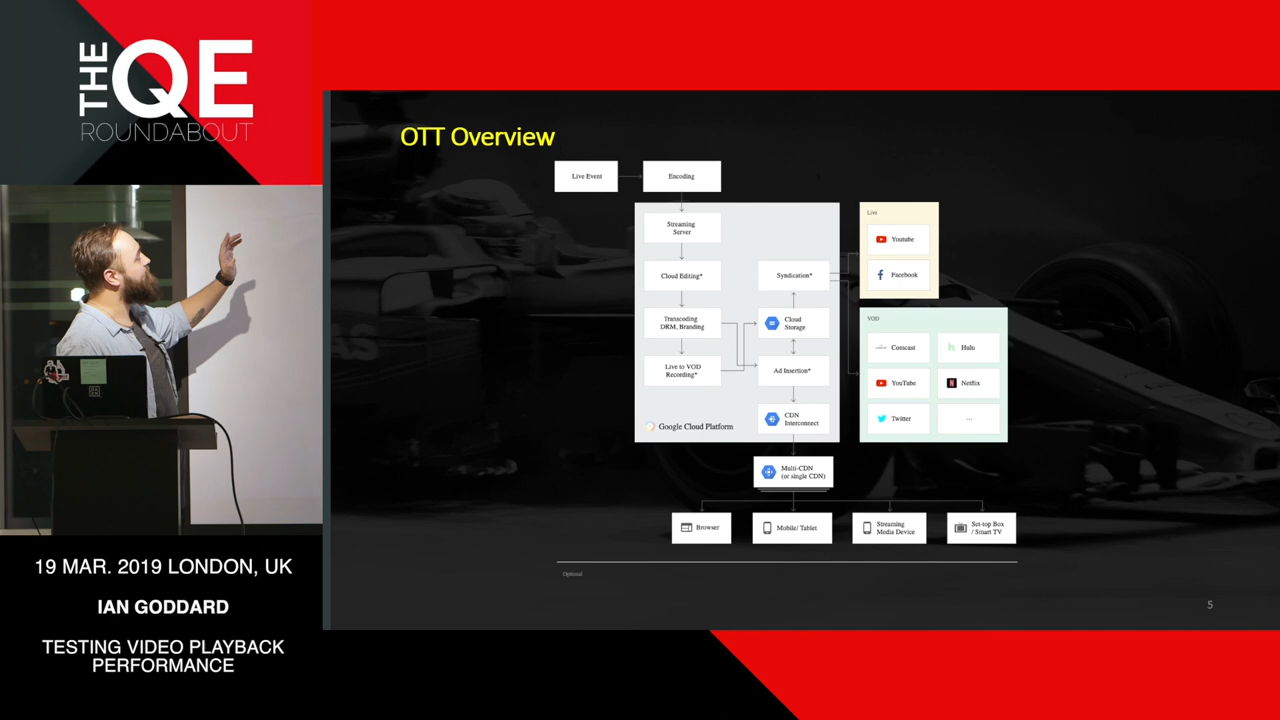 THE
QE
ROUNDABOUT
19 MAR. 2019 LONDON, UK
IAN GODDARD
TESTING VIDEO PLAYBACK
PERFORMANCE
OTT Overview
Live Event
Encoding
Streaming
Server
Cloud Editing*
Transcoding
DRM, Branding
Live to VOD
Recording*
Syndication*
Cloud
Storage
Ad Insertion*
CDN
Interconnect
Google Cloud Platform
Live
Youtube
Facebook
VOD
Comcast
Hulu
YouTube
Netflix
Twitter
...
Multi-CDN
(or single CDN)
Browser
Mobile/ Tablet
Streaming
Media Device
Set-top Box
/ Smart TV
Optional
5